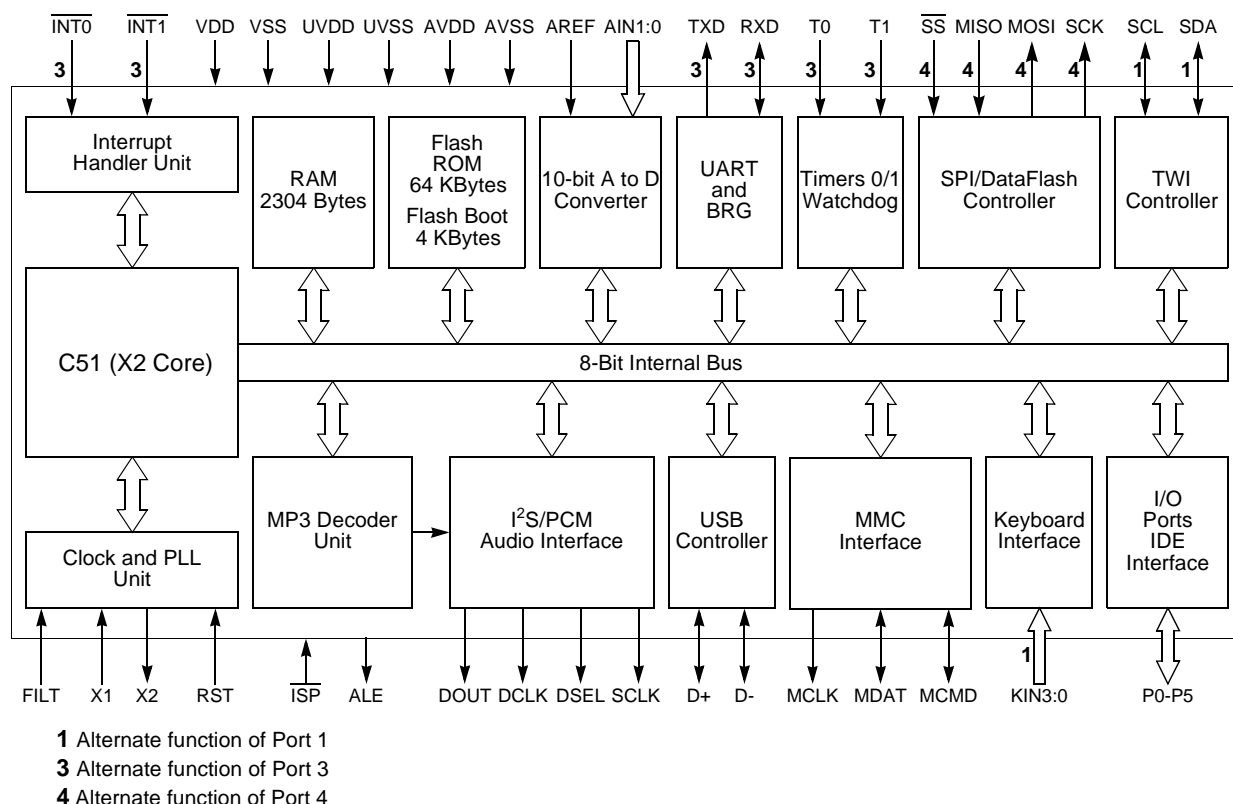 INT0 INT1 VDD VSS UVDD UVSS AVDD AVSS AREF AIN1:0 TXD RXD T0 T1 SS MISO MOSI SCK SCL SDA
3 3 3 3 3 3 4 4 4 4 1 1
Interrupt
Handler Unit
RAM
2304 Bytes
Flash
ROM
64 KBytes
Flash Boot
4 KBytes
10-bit A to D
Converter
UART
and
BRG
Timers 0/1
Watchdog
SPI/DataFlash
Controller
TWI
Controller
C51 (X2 Core)
8-Bit Internal Bus
Clock and PLL
Unit
MP3 Decoder
Unit
I²S/PCM
Audio Interface
USB
Controller
MMC
Interface
Keyboard
Interface
I/O
Ports
IDE
Interface
1
FILT X1 X2 RST ISP ALE DOUT DCLK DSEL SCLK D+ D- MCLK MDAT MCMD KIN3:0 P0-P5
1 Alternate function of Port 1
3 Alternate function of Port 3
4 Alternate function of Port 4